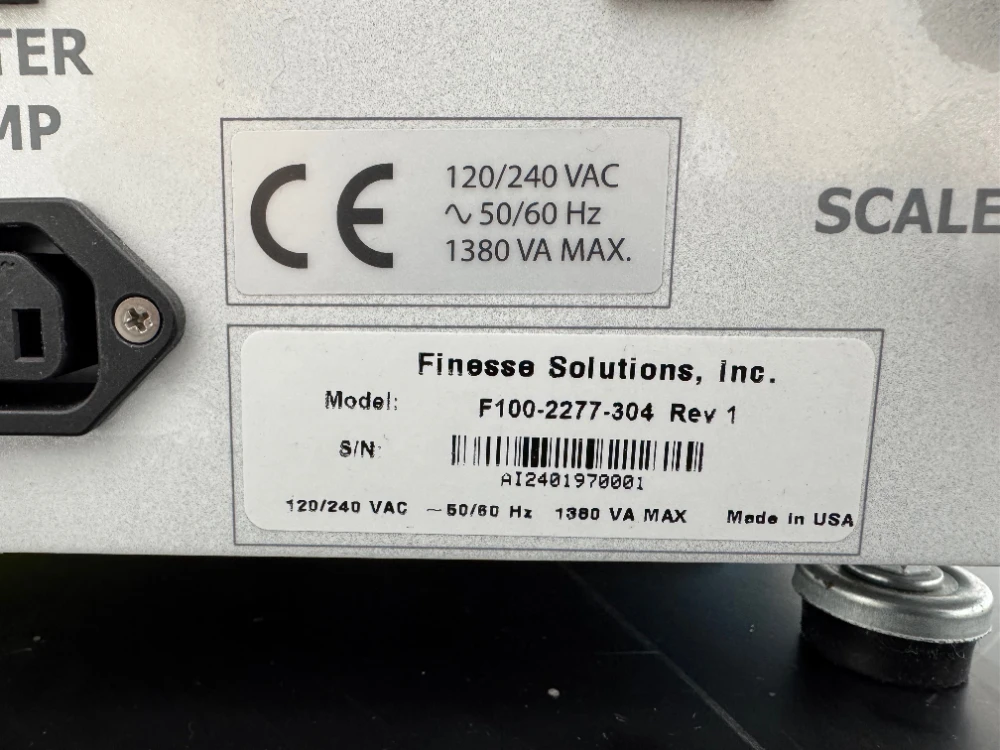 TER
MP
CE
120/240 VAC
∿ 50/60 Hz
1380 VA MAX.
SCALE
Finesse Solutions, Inc.
Model: F100-2277-304 Rev 1
S/N:
AI2401970001
120/240 VAC ~50/60 Hz 1380 VA MAX Made in USA